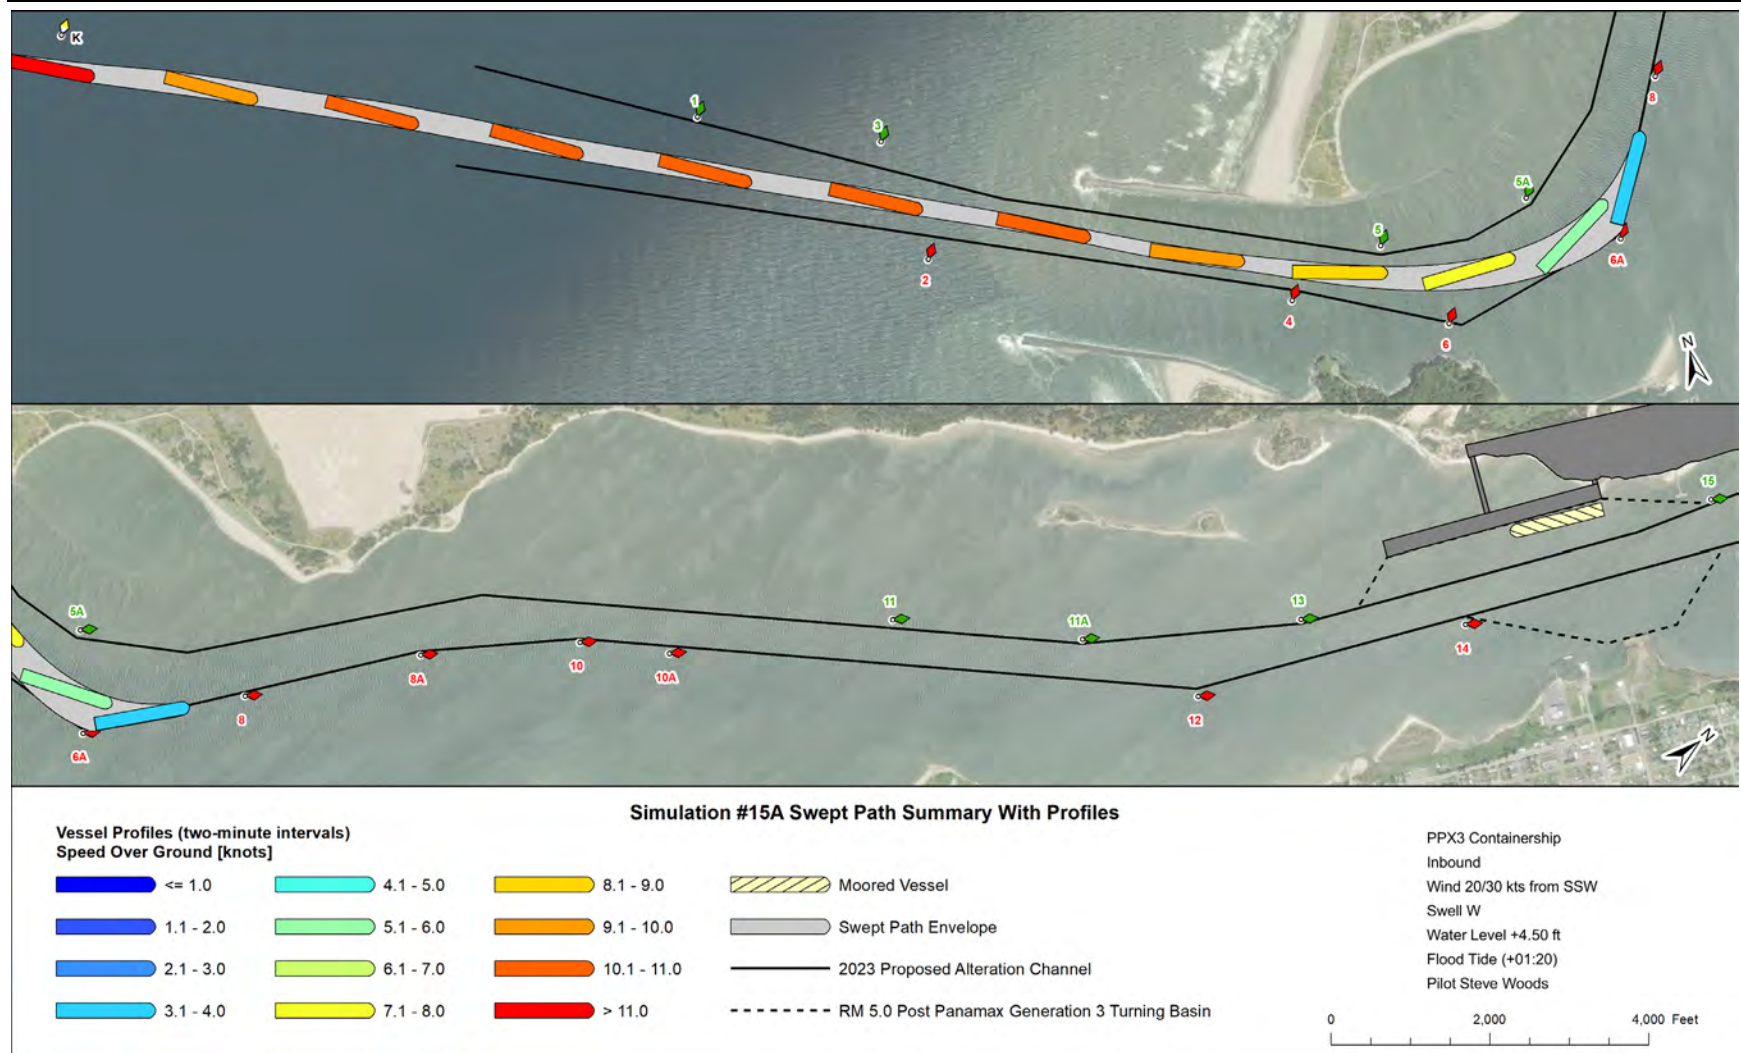 K
1
3
5A
8
5
2
4
6
6A
N
15
5A
11
11A
13
8A
10
10A
14
8
12
6A
N
Simulation #15A Swept Path Summary With Profiles
Vessel Profiles (two-minute intervals)
Speed Over Ground [knots]
<= 1.0
4.1 - 5.0
8.1 - 9.0
Moored Vessel
1.1 - 2.0
5.1 - 6.0
9.1 - 10.0
Swept Path Envelope
2.1 - 3.0
6.1 - 7.0
10.1 - 11.0
2023 Proposed Alteration Channel
3.1 - 4.0
7.1 - 8.0
> 11.0
RM 5.0 Post Panamax Generation 3 Turning Basin
PPX3 Containership
Inbound
Wind 20/30 kts from SSW
Swell W
Water Level +4.50 ft
Flood Tide (+01:20)
Pilot Steve Woods
0 2,000 4,000 Feet